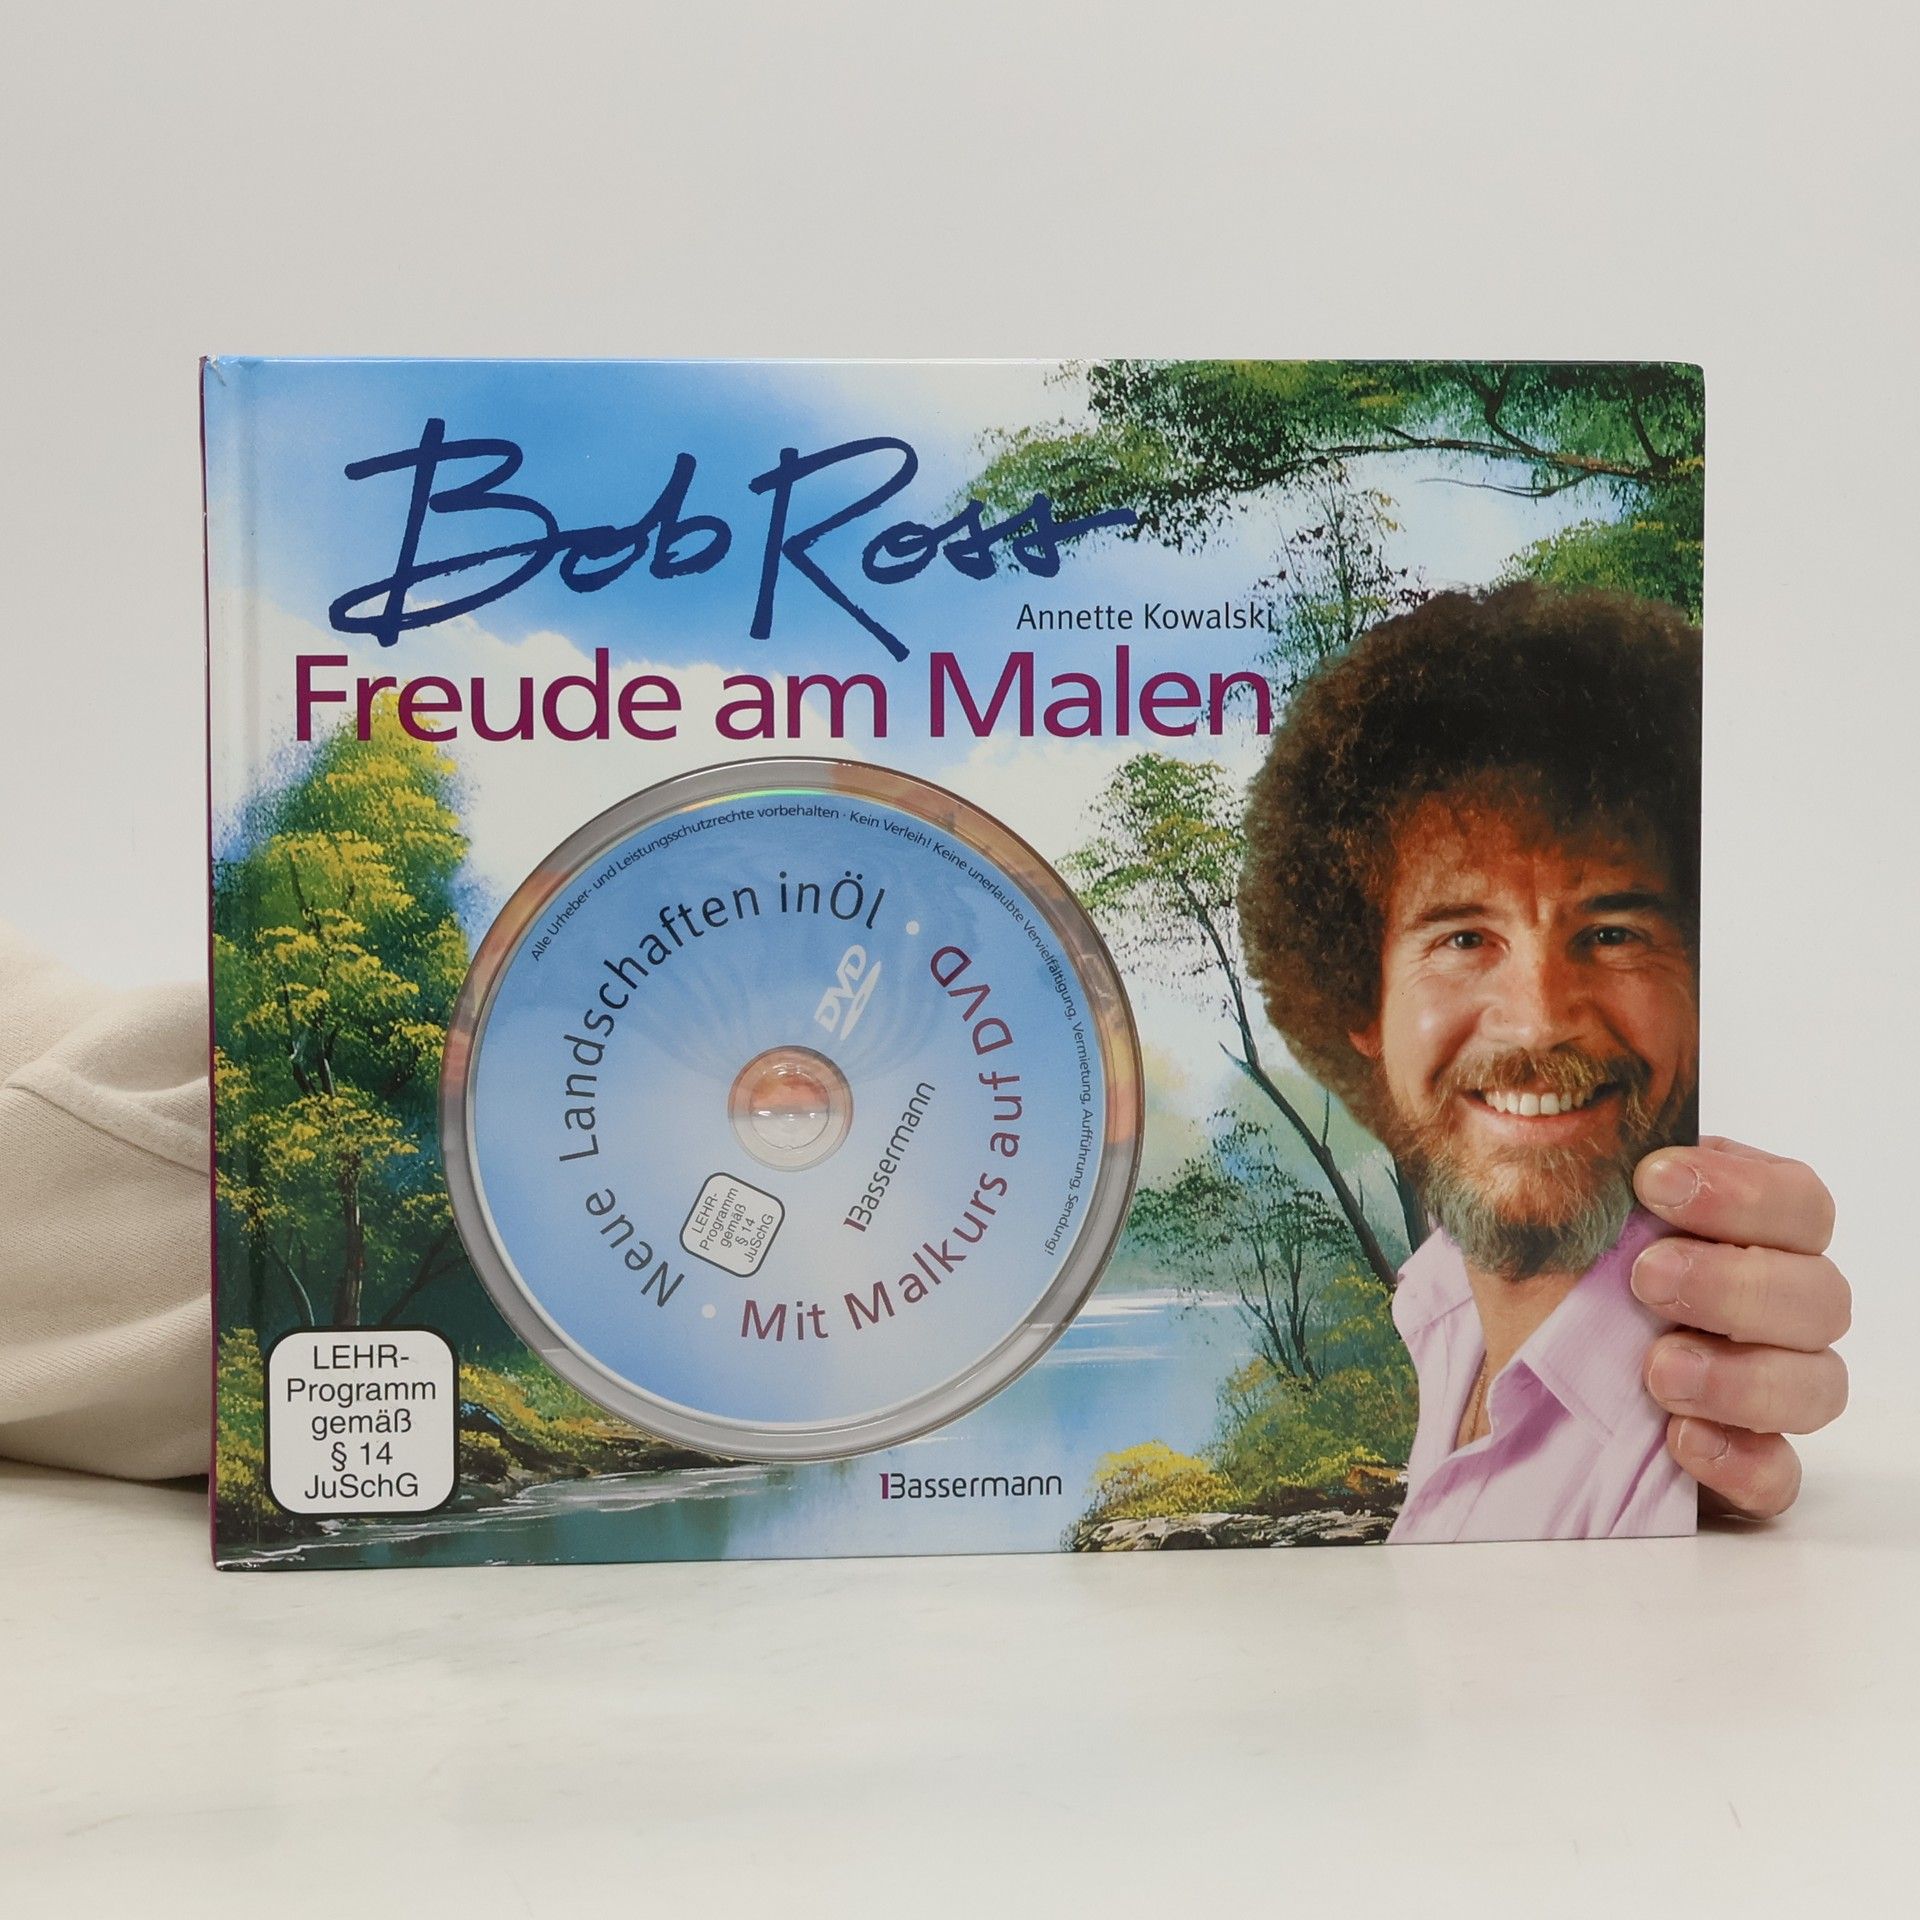 Bob Ross
Annette Kowalski
Freude am Malen
Alle Urheber- und Leistungsschutzrechte vorbehalten · Kein Verleih! Keine unerlaubte Vervielfältigung, Vermietung, Aufführung, Sendung!
Neue Landschaften in Öl •
Mit Malkurs auf DVD •
DVD
Bassermann
LEHR-
Programm
gemäß
§ 14
JuSchG
LEHR-
Programm
gemäß
§ 14
JuSchG
Bassermann